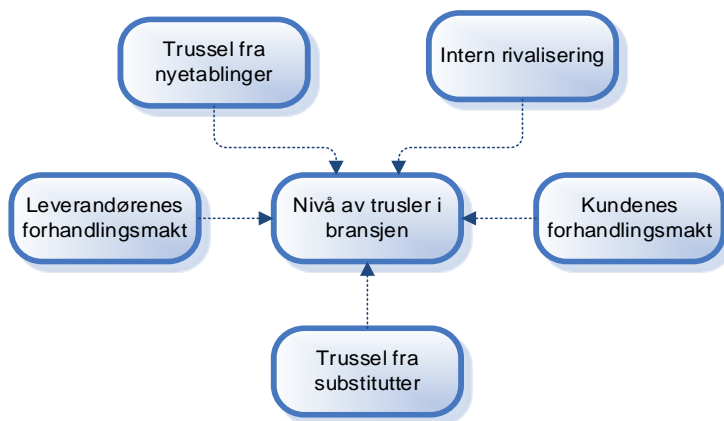 Trussel fra
nyetablinger
Intern rivalisering
Leverandørenes
forhandlingsmakt
Nivå av trusler i
bransjen
Kundenes
forhandlingsmakt
Trussel fra
substitutter